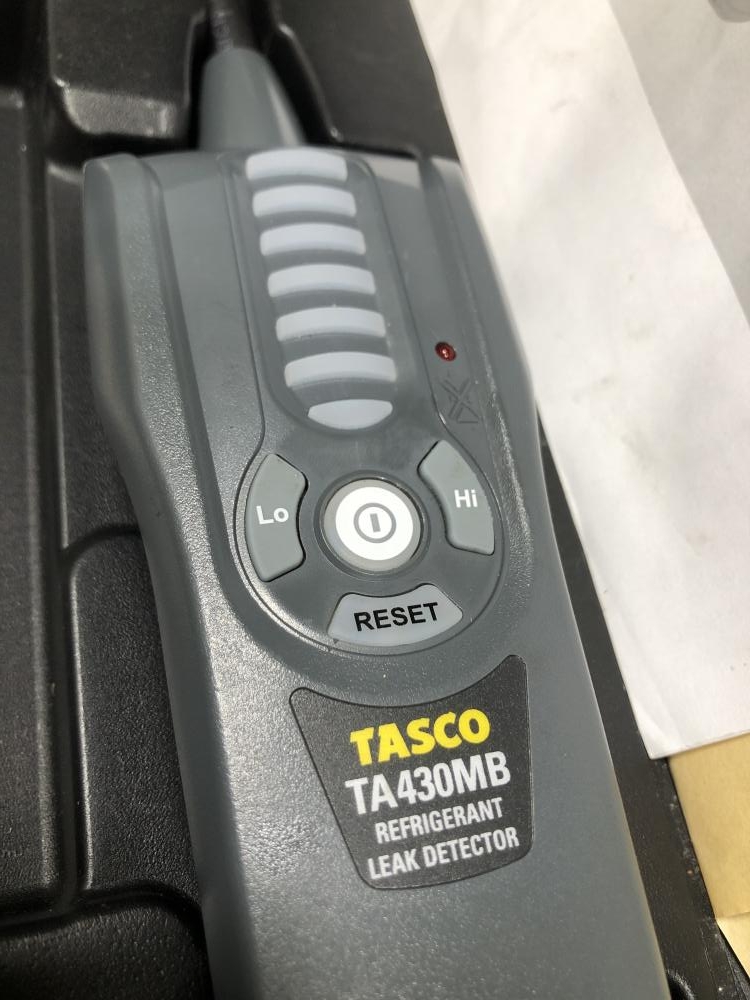 Lo
Hi
RESET
TASCO
TA430MB
REFRIGERANT
LEAK DETECTOR